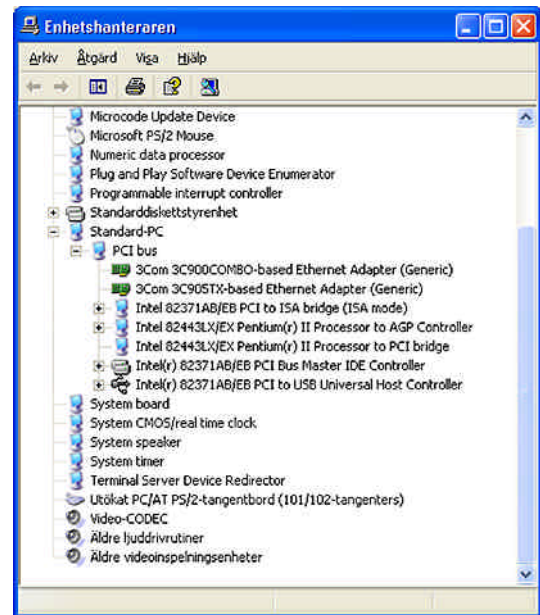 Enhetshanteraren
Arkiv Åtgärd Visa Hjälp
Microcode Update Device
Microsoft PS/2 Mouse
Numeric data processor
Plug and Play Software Device Enumerator
Programmable interrupt controller
Standarddiskettstyrenhet
Standard-PC
PCI bus
3Com 3C900COMBO-based Ethernet Adapter (Generic)
3Com 3C905TX-based Ethernet Adapter (Generic)
Intel 82371AB/EB PCI to ISA bridge (ISA mode)
Intel 82443LX/EX Pentium(r) II Processor to AGP Controller
Intel 82443LX/EX Pentium(r) II Processor to PCI bridge
Intel(r) 82371AB/EB PCI Bus Master IDE Controller
Intel(r) 82371AB/EB PCI to USB Universal Host Controller
System board
System CMOS/real time clock
System speaker
System timer
Terminal Server Device Redirector
Utökat PC/AT PS/2-tangentbord (101/102-tangenters)
Video-CODEC
Äldre ljuddrivrutiner
Äldre videoinspelningsenheter